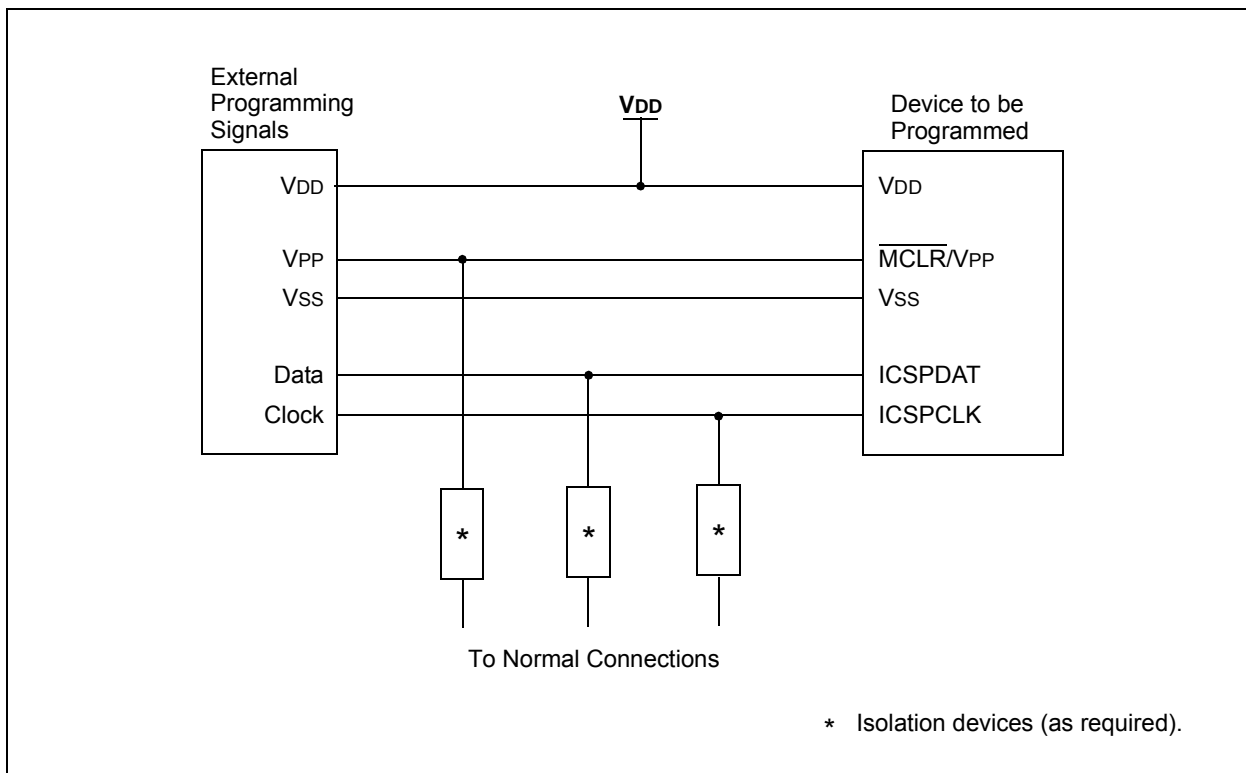 External
Programming
Signals
VDD
Device to be
Programmed
VDD
VPP
VSS
Data
Clock
VDD
MCLR/VPP
VSS
ICSPDAT
ICSPCLK
*
*
*
To Normal Connections
* Isolation devices (as required).